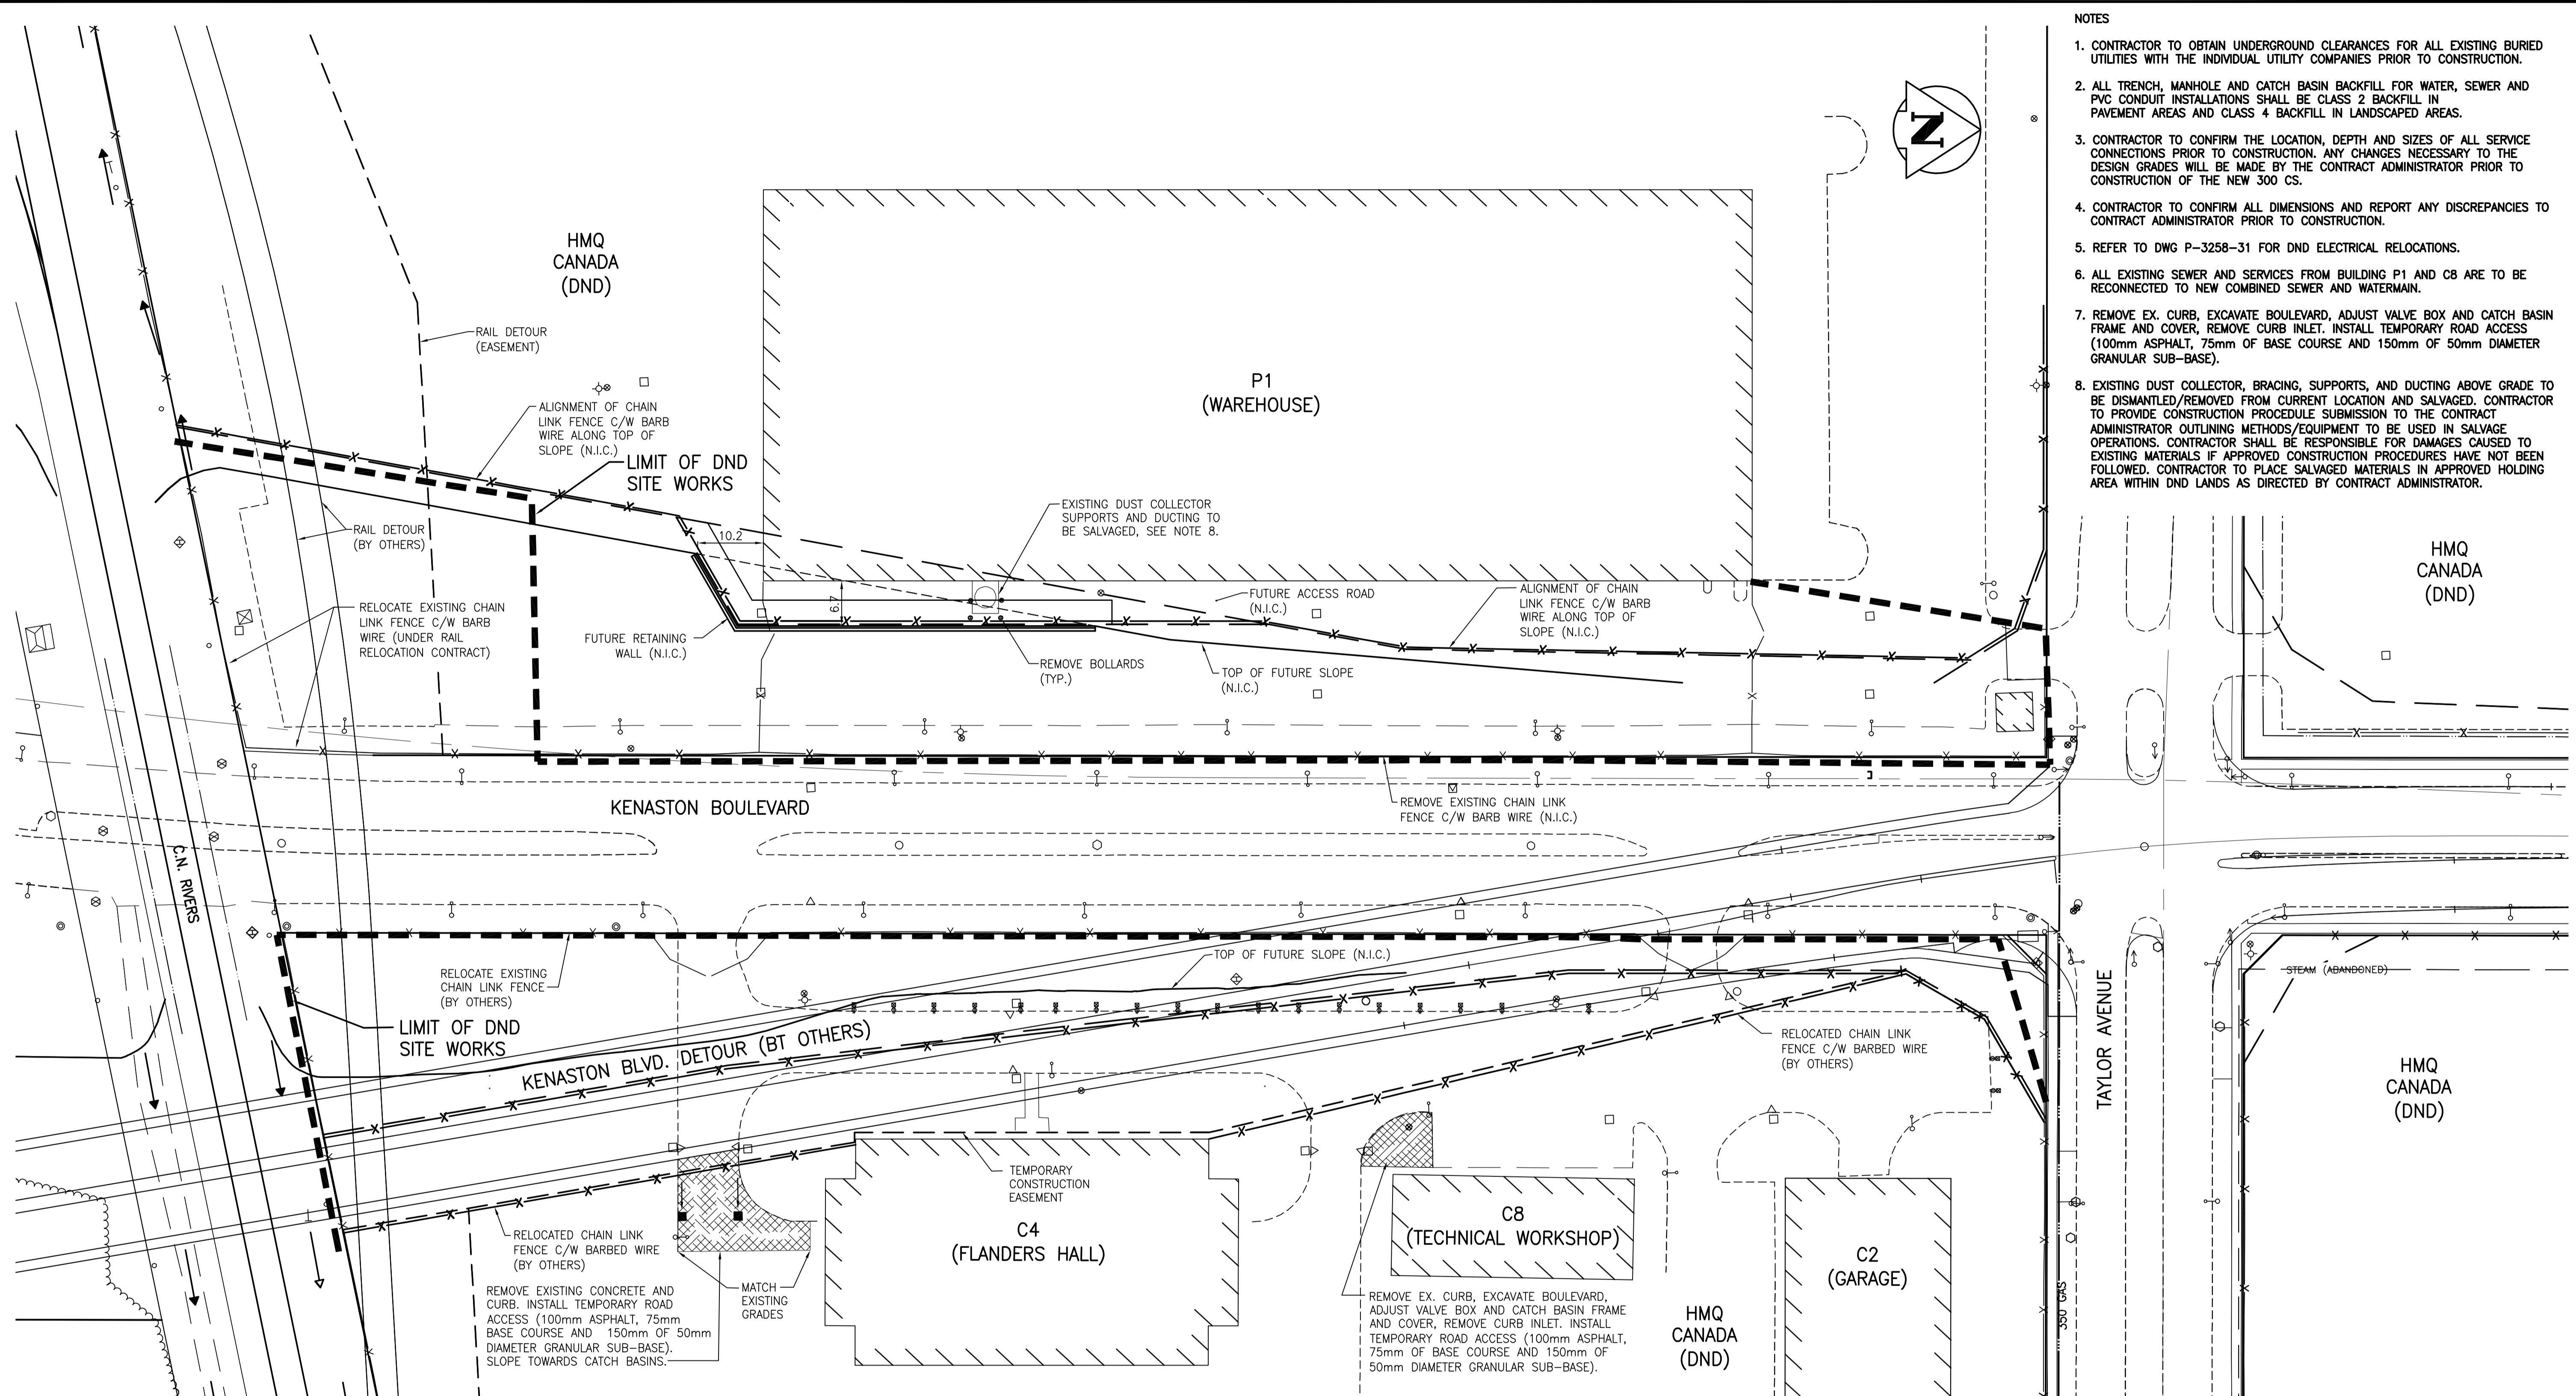 NOTES
1. CONTRACTOR TO OBTAIN UNDERGROUND CLEARANCES FOR ALL EXISTING BURIED
UTILITIES WITH THE INDIVIDUAL UTILITY COMPANIES PRIOR TO CONSTRUCTION.
2. ALL TRENCH, MANHOLE AND CATCH BASIN BACKFILL FOR WATER, SEWER AND
PVC CONDUIT INSTALLATIONS SHALL BE CLASS 2 BACKFILL IN
PAVEMENT AREAS AND CLASS 4 BACKFILL IN LANDSCAPED AREAS.
3. CONTRACTOR TO CONFIRM THE LOCATION, DEPTH AND SIZES OF ALL SERVICE
CONNECTIONS PRIOR TO CONSTRUCTION. ANY CHANGES NECESSARY TO THE
DESIGN GRADES WILL BE MADE BY THE CONTRACT ADMINISTRATOR PRIOR TO
CONSTRUCTION OF THE NEW 300 CS.
4. CONTRACTOR TO CONFIRM ALL DIMENSIONS AND REPORT ANY DISCREPANCIES TO
CONTRACT ADMINISTRATOR PRIOR TO CONSTRUCTION.
5. REFER TO DWG P-3258-31 FOR DND ELECTRICAL RELOCATIONS.
6. ALL EXISTING SEWER AND SERVICES FROM BUILDING P1 AND C8 ARE TO BE
RECONNECTED TO NEW COMBINED SEWER AND WATERMAIN.
7. REMOVE EX. CURB, EXCAVATE BOULEVARD, ADJUST VALVE BOX AND CATCH BASIN
FRAME AND COVER, REMOVE CURB INLET. INSTALL TEMPORARY ROAD ACCESS
(100mm ASPHALT, 75mm OF BASE COURSE AND 150mm OF 50mm DIAMETER
GRANULAR SUB-BASE).
8. EXISTING DUST COLLECTOR, BRACING, SUPPORTS, AND DUCTING ABOVE GRADE TO
BE DISMANTLED/REMOVED FROM CURRENT LOCATION AND SALVAGED. CONTRACTOR
TO PROVIDE CONSTRUCTION PROCEDULE SUBMISSION TO THE CONTRACT
ADMINISTRATOR OUTLINING METHODS/EQUIPMENT TO BE USED IN SALVAGE
OPERATIONS. CONTRACTOR SHALL BE RESPONSIBLE FOR DAMAGES CAUSED TO
EXISTING MATERIALS IF APPROVED CONSTRUCTION PROCEDURES HAVE NOT BEEN
FOLLOWED. CONTRACTOR TO PLACE SALVAGED MATERIALS IN APPROVED HOLDING
AREA WITHIN DND LANDS AS DIRECTED BY CONTRACT ADMINISTRATOR.
N
HMQ
CANADA
(DND)
RAIL DETOUR
(EASEMENT)
P1
(WAREHOUSE)
ALIGNMENT OF CHAIN
LINK FENCE C/W BARB
WIRE ALONG TOP OF
SLOPE (N.I.C.)
LIMIT OF DND
SITE WORKS
EXISTING DUST COLLECTOR
SUPPORTS AND DUCTING TO
BE SALVAGED, SEE NOTE 8.
RAIL DETOUR
(BY OTHERS)
10.2
6.7
HMQ
CANADA
(DND)
RELOCATE EXISTING CHAIN
LINK FENCE C/W BARB
WIRE (UNDER RAIL
RELOCATION CONTRACT)
FUTURE RETAINING
WALL (N.I.C.)
FUTURE ACCESS ROAD
(N.I.C.)
ALIGNMENT OF CHAIN
LINK FENCE C/W BARB
WIRE ALONG TOP OF
SLOPE (N.I.C.)
REMOVE BOLLARDS
(TYP.)
TOP OF FUTURE SLOPE
(N.I.C.)
KENASTON BOULEVARD
REMOVE EXISTING CHAIN LINK
FENCE C/W BARB WIRE (N.I.C.)
C.N. RIVERS
TOP OF FUTURE SLOPE (N.I.C.)
STEAM (ABANDONED)
RELOCATE EXISTING
CHAIN LINK FENCE
(BY OTHERS)
LIMIT OF DND
SITE WORKS
KENASTON BLVD. DETOUR (BT OTHERS)
RELOCATED CHAIN LINK
FENCE C/W BARBED WIRE
(BY OTHERS)
TAYLOR AVENUE
HMQ
CANADA
(DND)
TEMPORARY
CONSTRUCTION
EASEMENT
C4
(FLANDERS HALL)
C8
(TECHNICAL WORKSHOP)
C2
(GARAGE)
350 GAS
RELOCATED CHAIN LINK
FENCE C/W BARBED WIRE
(BY OTHERS)
REMOVE EXISTING CONCRETE AND
CURB. INSTALL TEMPORARY ROAD
ACCESS (100mm ASPHALT, 75mm
BASE COURSE AND 150mm OF 50mm
DIAMETER GRANULAR SUB-BASE).
SLOPE TOWARDS CATCH BASINS.
MATCH
EXISTING
GRADES
REMOVE EX. CURB, EXCAVATE BOULEVARD,
ADJUST VALVE BOX AND CATCH BASIN FRAME
AND COVER, REMOVE CURB INLET. INSTALL
TEMPORARY ROAD ACCESS (100mm ASPHALT,
75mm OF BASE COURSE AND 150mm OF
50mm DIAMETER GRANULAR SUB-BASE).
HMQ
CANADA
(DND)